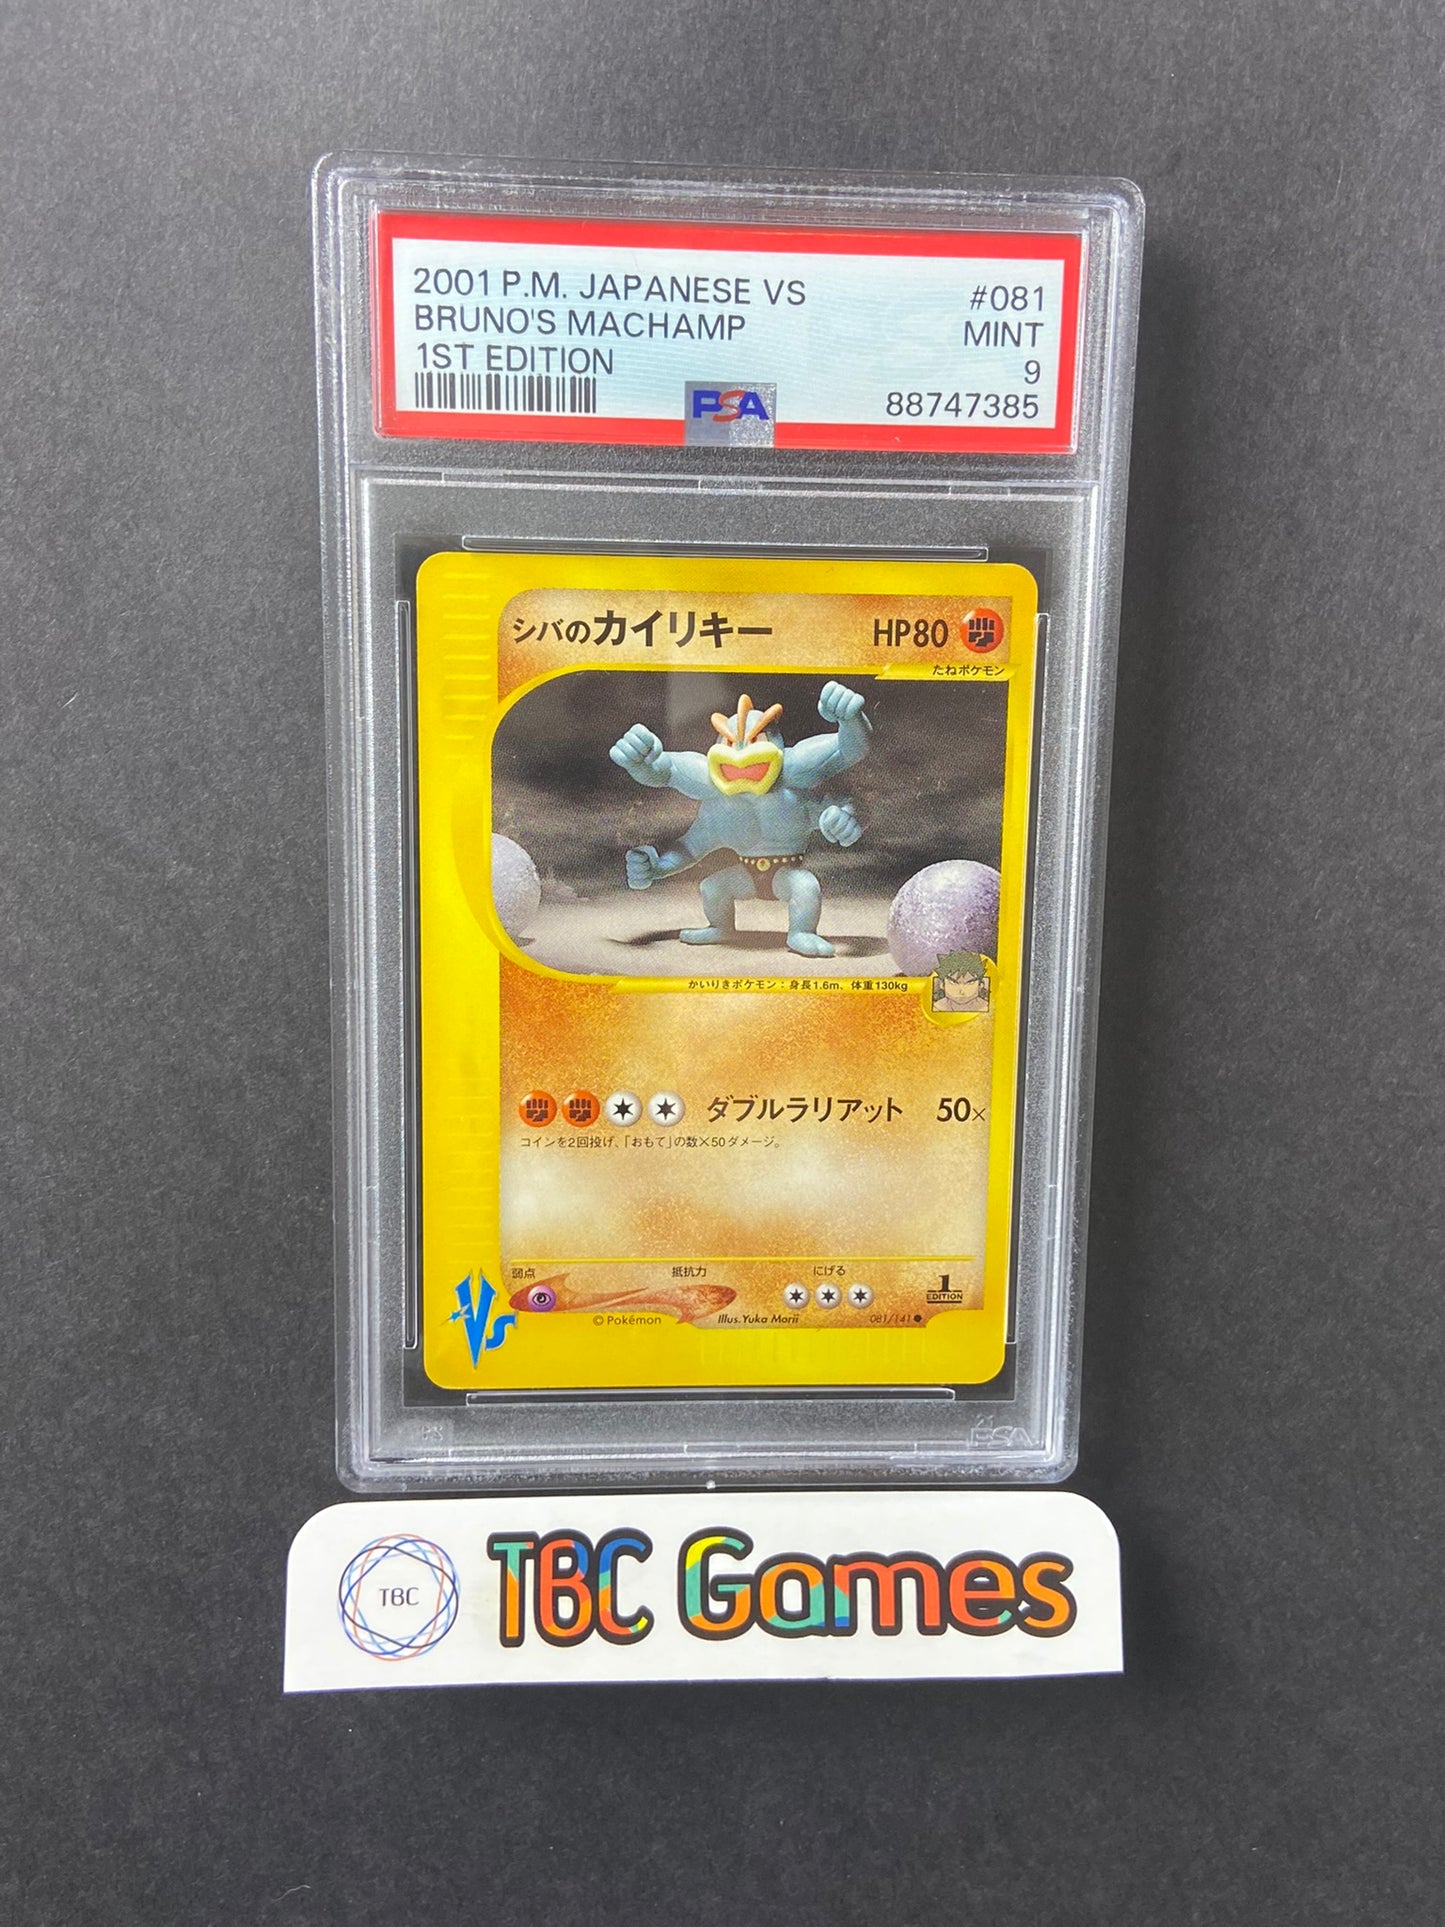 2001 P.M. JAPANESE VS #081
BRUNO'S MACHAMP MINT
1ST EDITION 9
PSA 88747385
シバのカイリキー HP80
たねポケモン
かいりきポケモン：身長1.6m、体重130kg
ダブルラリアット 50×
コインを2回投げ、「おもて」の数×50ダメージ。
弱点 抵抗力 にげる
1
EDITION
VS
©Pokémon Illus. Yuka Morii 081/141●
PSA
TBC TBC Games